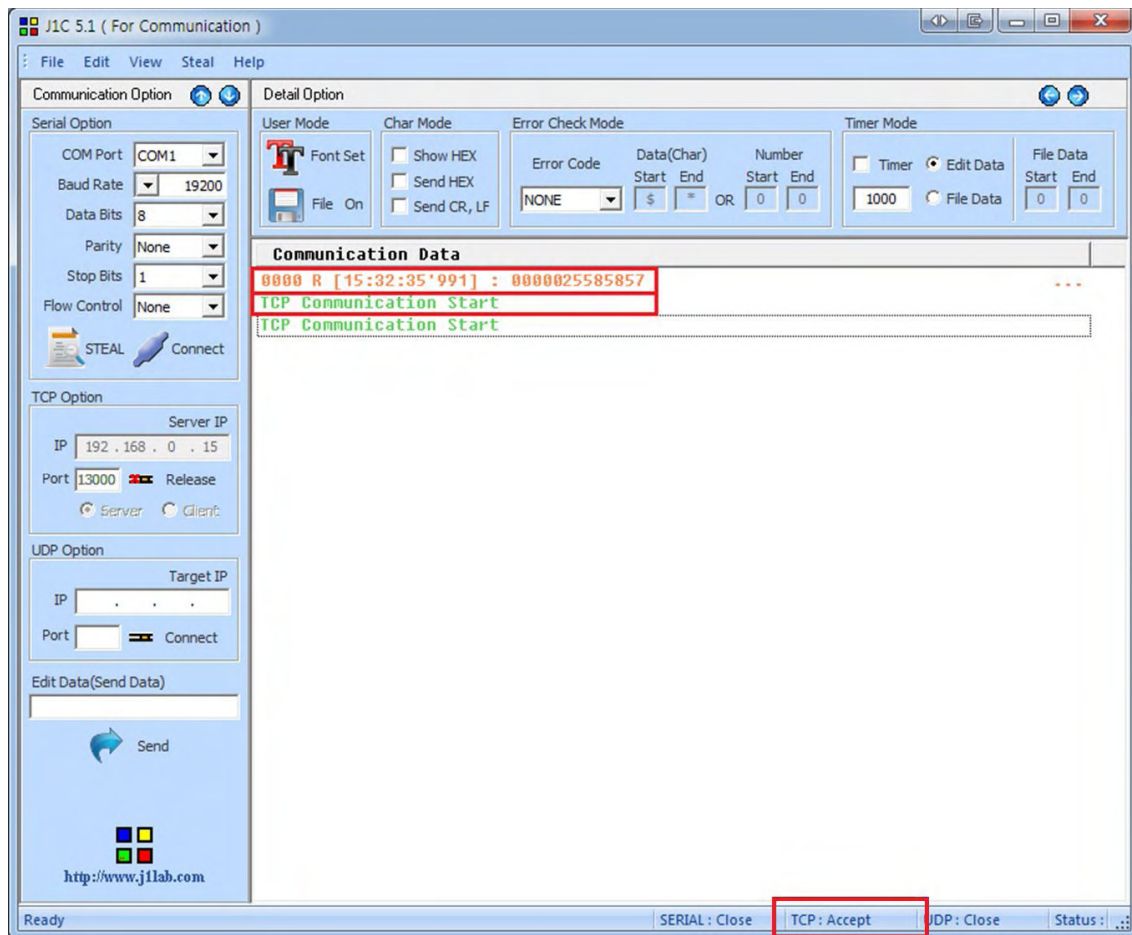 J1C 5.1 ( For Communication )
File Edit View Steal Help
Communication Option
Serial Option
COM Port COM1
Baud Rate 19200
Data Bits 8
Parity None
Stop Bits 1
Flow Control None
STEAL Connect
TCP Option
Server IP
IP 192 . 168 . 0 . 15
Port 13000 Release
Server Client
UDP Option
Target IP
IP . . .
Port Connect
Edit Data(Send Data)
Send
http://www.j1lab.com
Detail Option
User Mode
Font Set
File On
Char Mode
Show HEX
Send HEX
Send CR, LF
Error Check Mode
Error Code
NONE
Data(Char)
Start End
$ *
OR
Number
Start End
0 0
Timer Mode
Timer Edit Data
1000 File Data
File Data
Start End
0 0
Communication Data
0000 R [15:32:35'991] : 0000025585857 ...
TCP Communication Start
TCP Communication Start
Ready SERIAL : Close TCP : Accept UDP : Close Status :